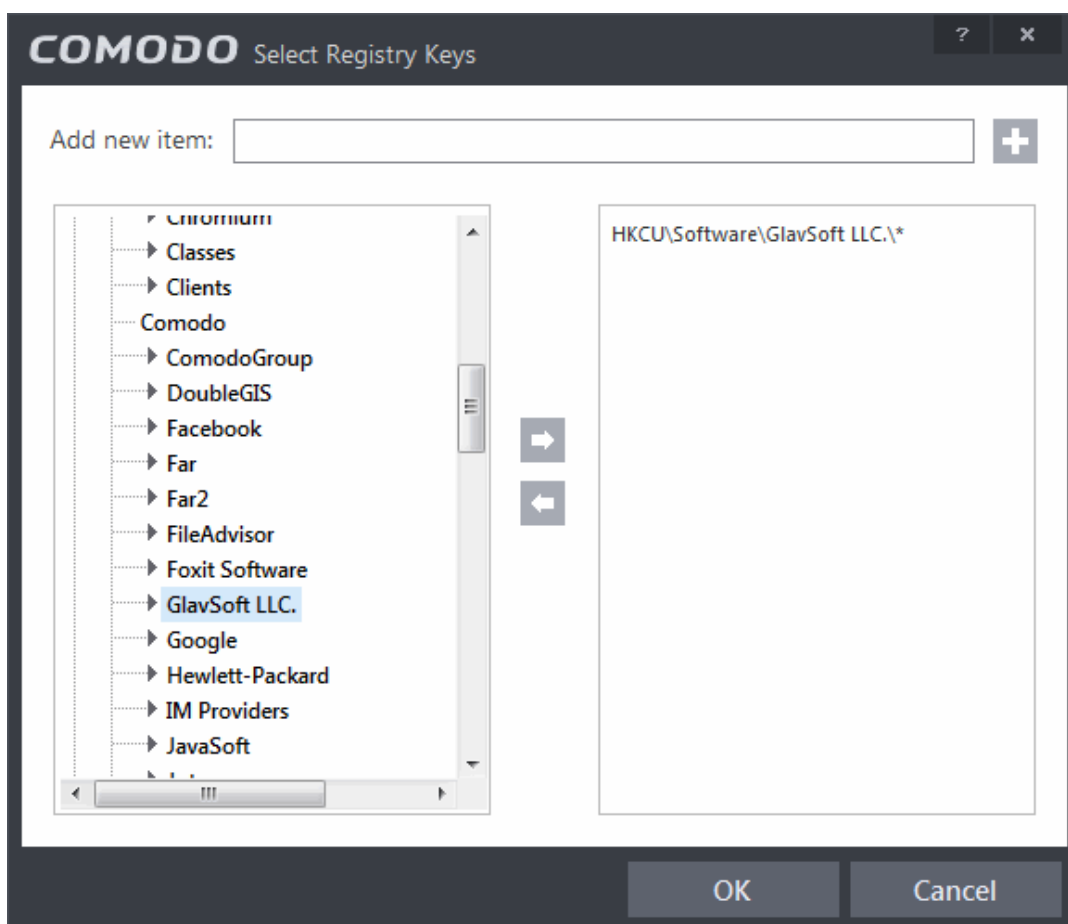 COMODO Select Registry Keys
Add new item:
Chromium
Classes
Clients
Comodo
ComodoGroup
DoubleGIS
Facebook
Far
Far2
FileAdvisor
Foxit Software
GlavSoft LLC.
Google
Hewlett-Packard
IM Providers
JavaSoft
HKCU\Software\GlavSoft LLC.\*
OK Cancel